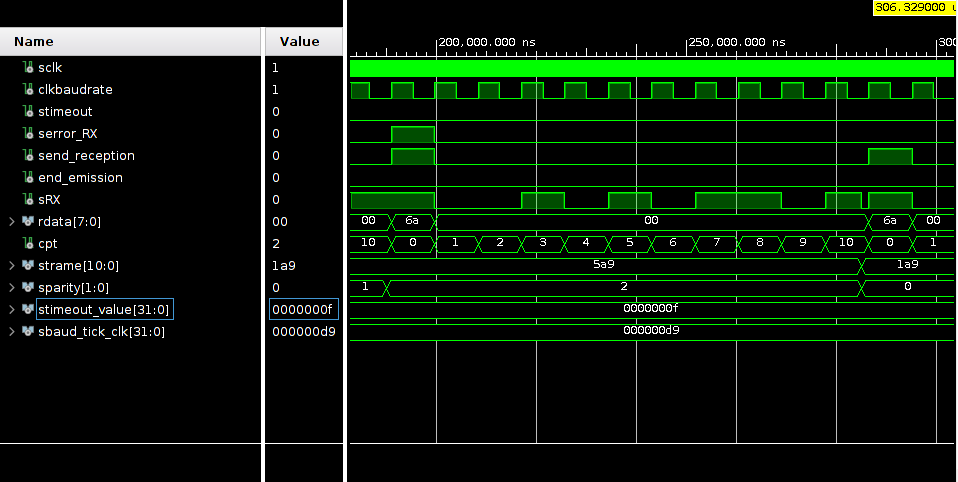 306.329000 u
Name Value
200,000.000 ns 250,000.000 ns 300
sclk 1
clkbaudrate 1
stimeout 0
serror_RX 0
send_reception 0
end_emission 0
sRX 0
rdata[7:0] 00 00 6a 00 6a 00
cpt 2 10 0 1 2 3 4 5 6 7 8 9 10 0 1
strame[10:0] 1a9 5a9 1a9
sparity[1:0] 0 1 2 0
stimeout_value[31:0] 0000000f 0000000f
sbaud_tick_clk[31:0] 000000d9 000000d9